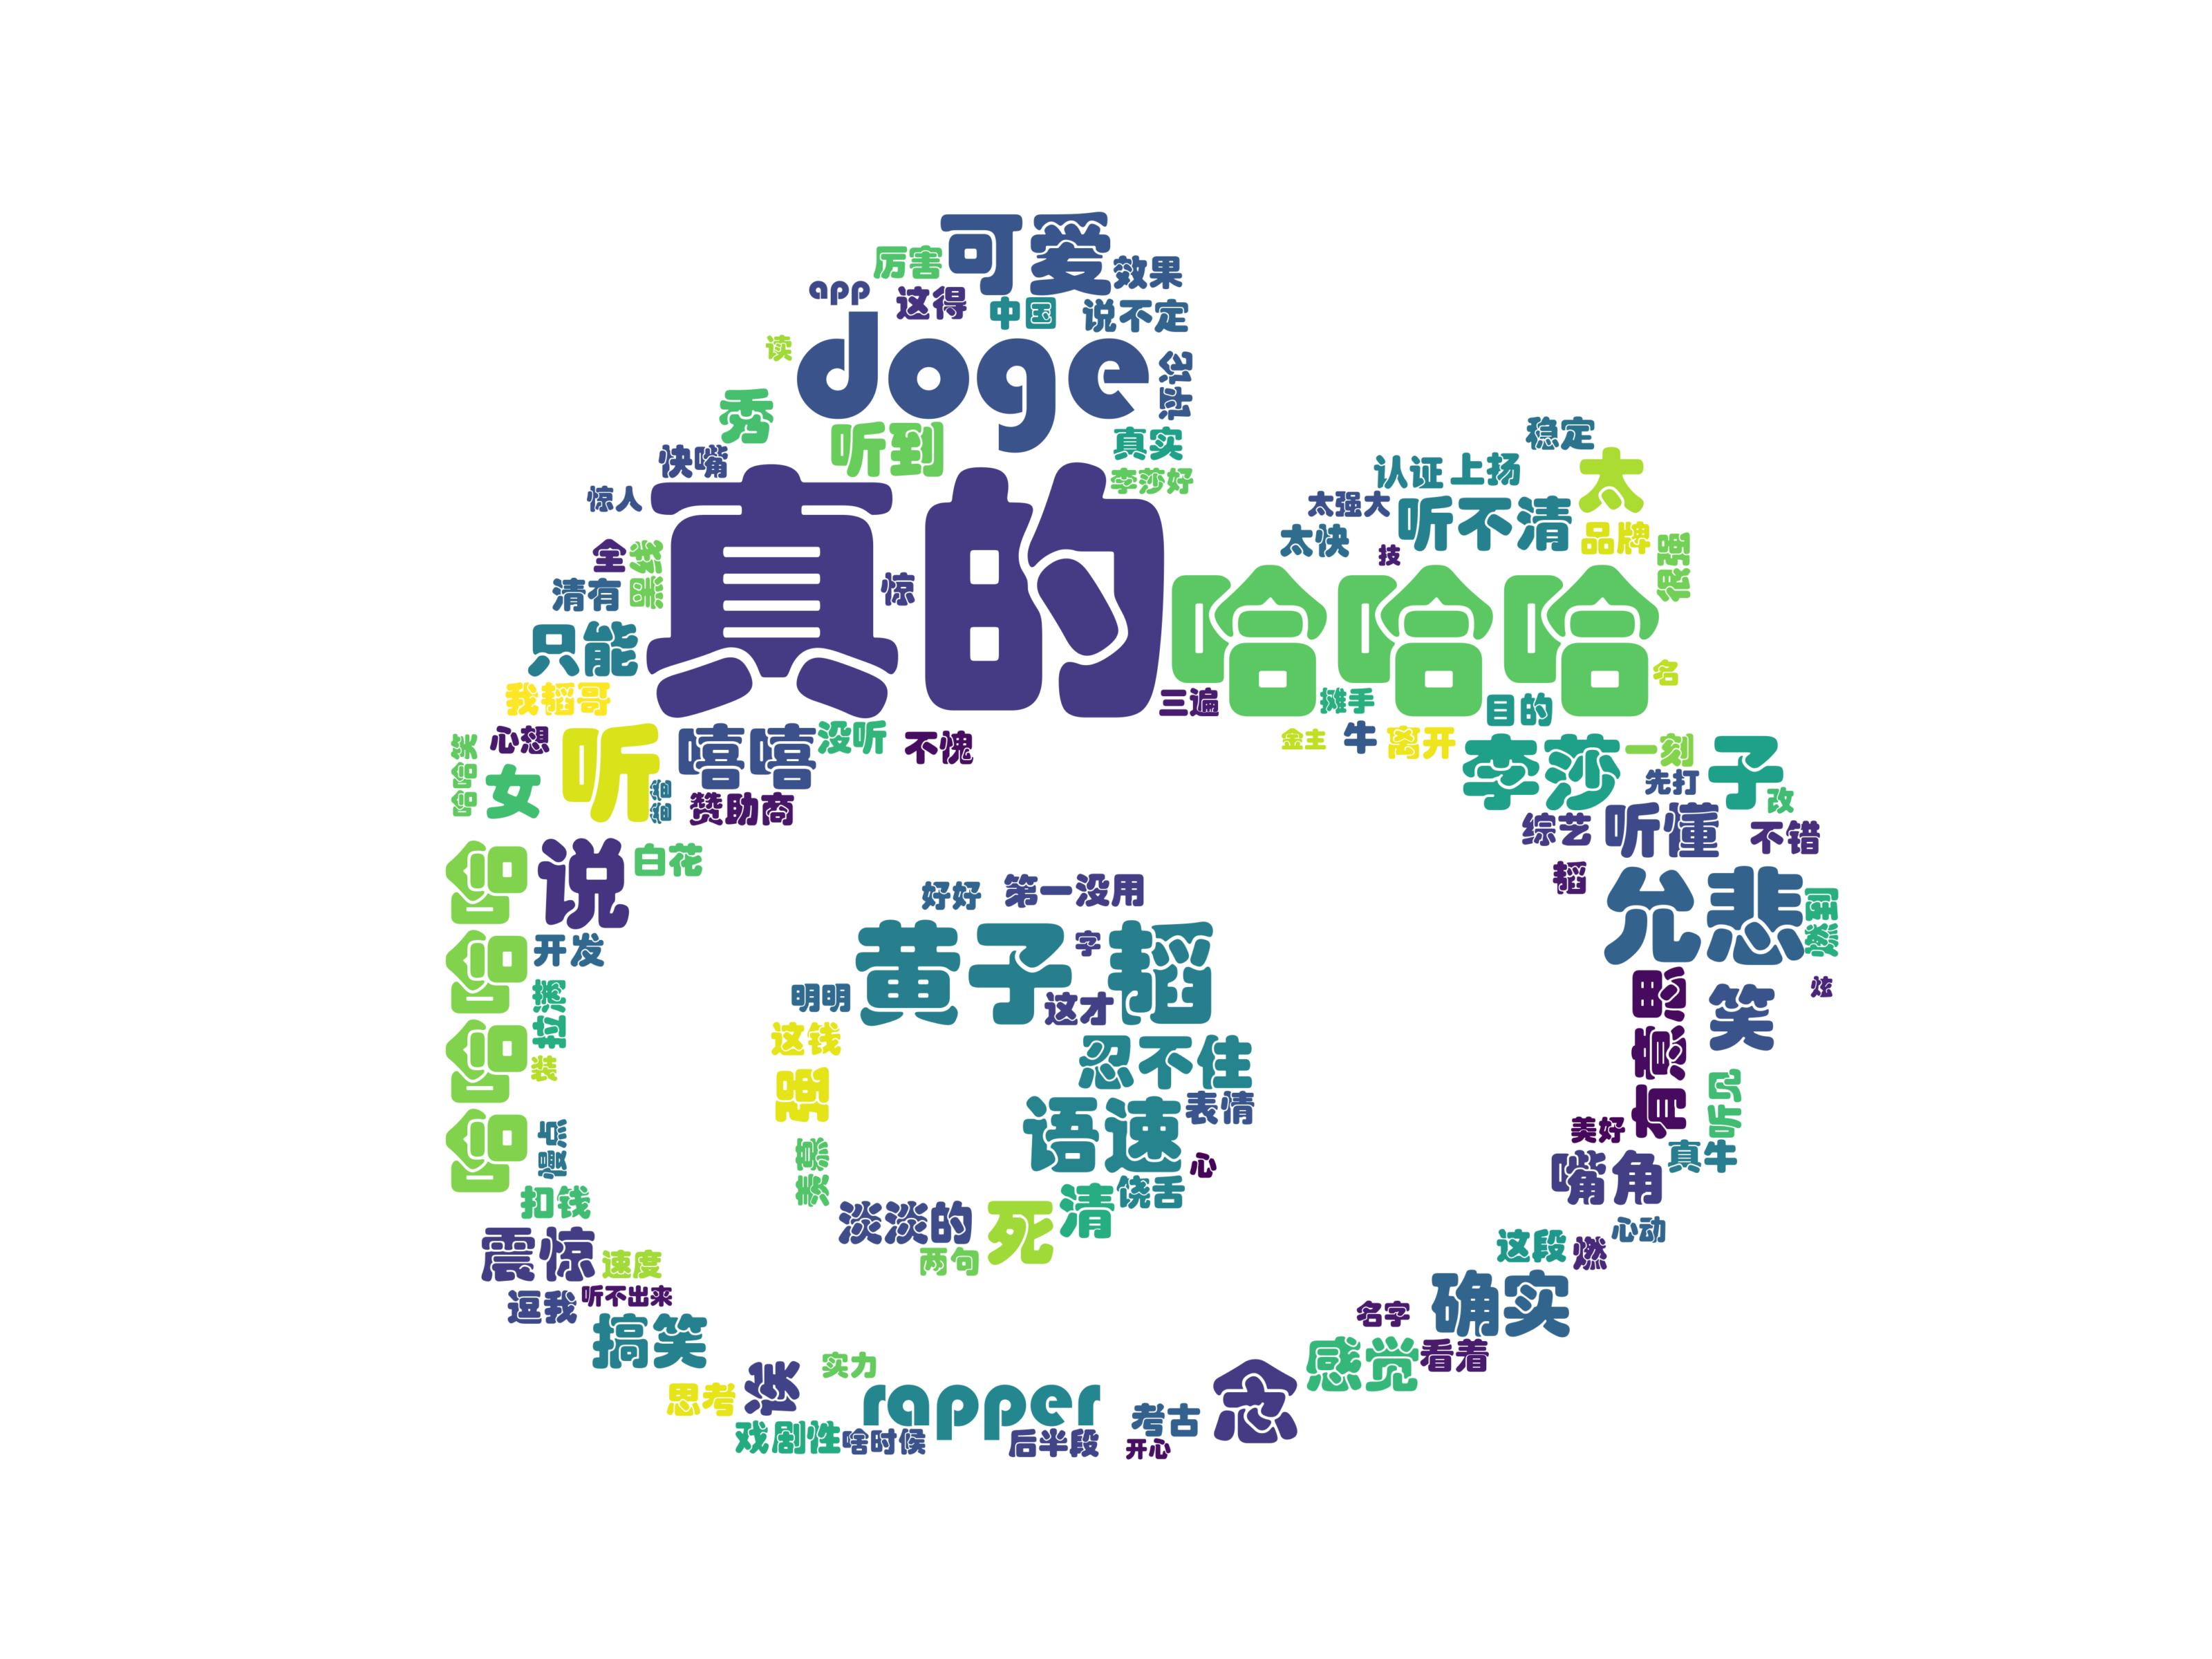 可爱
厉害
效果
app
这得
中国
说不定
doge
读
秀
听到
真实
李莎好
快嘴
惊人
真的
稳定
认证
上扬
太
太强大
听不清
太快
技
品牌
全
清有
惊
哈哈哈
只能
我韬哥
三遍
摊手
目的
名
心想
听
嘻嘻
没听
不愧
金主
牛
离开
李莎
一刻
子
先打
改
女
赞助商
综艺
听懂
不错
哈哈笑
说
白花
韬
允悲
好好
第一
没用
哈哈哈哈
开发
黄子韬
字
这才
明明
笑
炫
这钱
强
装
忍不住
语速
表情
有意思
听见
慢点
心
美好
真牛
嘴角
扣钱
淡淡的
死
清
饶舌
两句
震惊
速度
逗我
听不出来
搞笑
这段
燃
心动
确实
名字
感觉
看着
实力
思考
rapper
念
考古
戏剧性
啥时候
后半段
开心